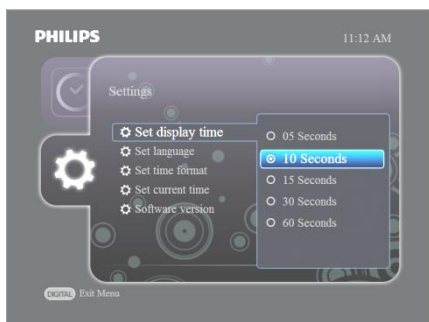 PHILIPS
11:12 AM
Settings
Set display time
Set language
Set time format
Set current time
Software version
05 Seconds
10 Seconds
15 Seconds
30 Seconds
60 Seconds
DIGITAL Exit Menu